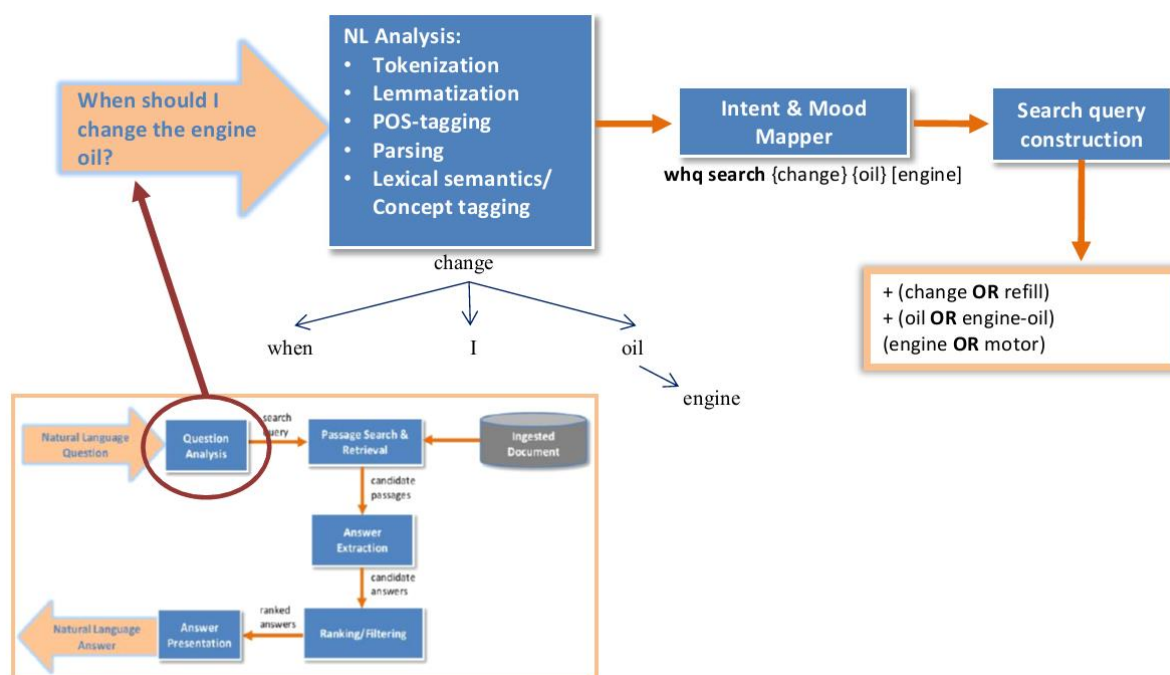 When should I
change the engine
oil?
NL Analysis:
• Tokenization
• Lemmatization
• POS-tagging
• Parsing
• Lexical semantics/
Concept tagging
Intent & Mood
Mapper
whq search {change} {oil} [engine]
Search query
construction
+ (change OR refill)
+ (oil OR engine-oil)
(engine OR motor)
change
when
I
oil
engine
Natural Language
Question
Question
Analysis
search
query
Passage Search &
Retrieval
Ingested
Document
candidate
passages
Answer
Extraction
candidate
answers
Ranking/Filtering
ranked
answers
Answer
Presentation
Natural Language
Answer